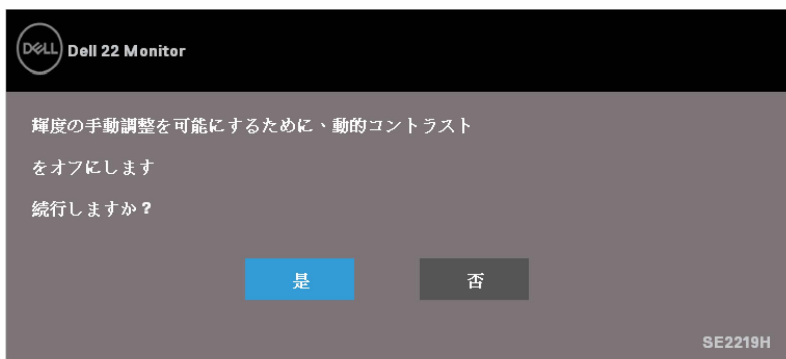 DELL Dell 22 Monitor
輝度の手動調整を可能にするために、動的コントラスト
をオフにします
続行しますか？
是 否
SE2219H